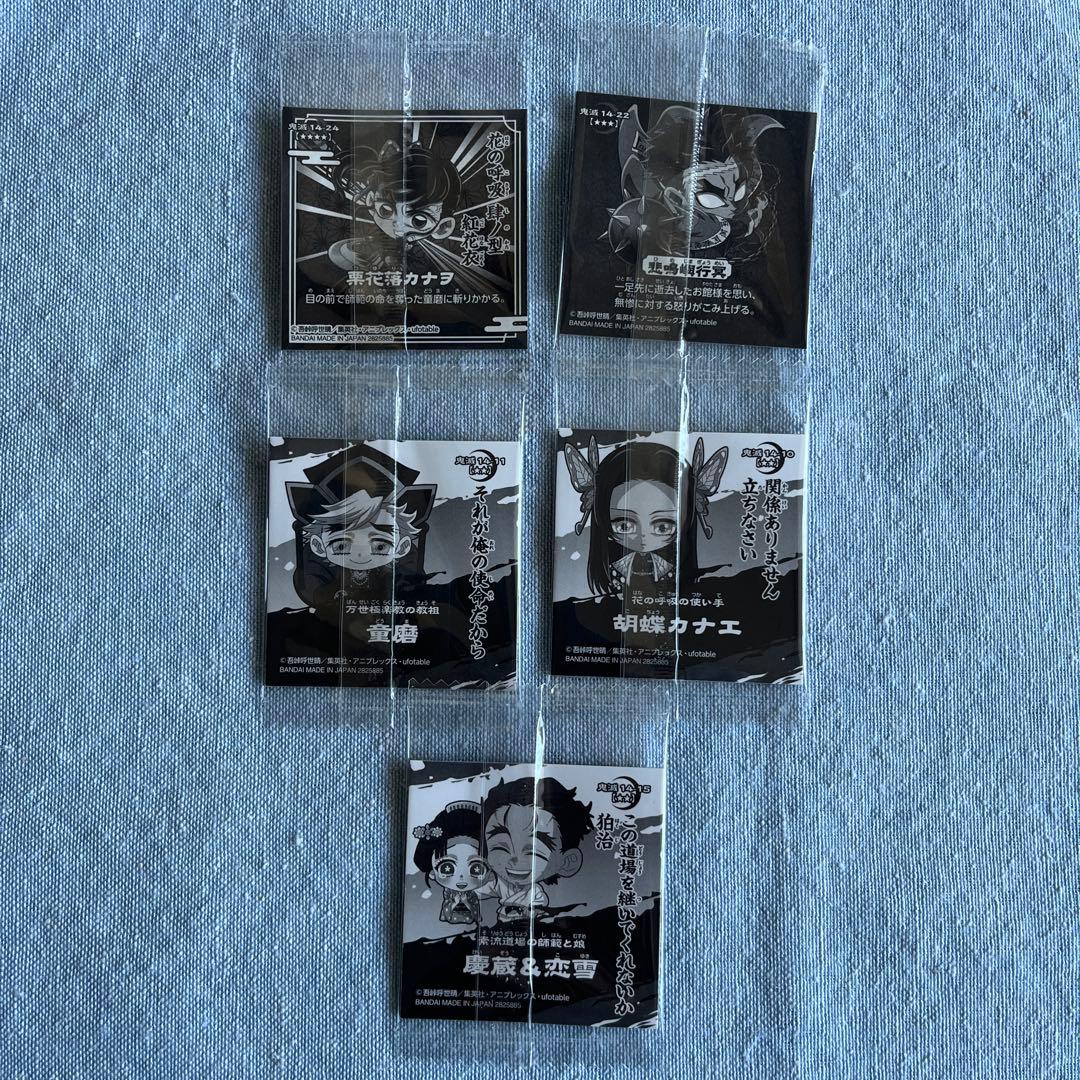 鬼滅 14-24
[★★★★]
花の呼吸 肆ノ型
紅花衣
栗花落カナヲ
目の前で師範の命を奪った童磨に斬りかかる。
©吾峠呼世晴／集英社・アニプレックス・ufotable
BANDAI MADE IN JAPAN 2825885
鬼滅 14-22
[★★★]
悲鳴嶼行冥
一足先に逝去したお館様を思い、
無惨に対する怒りがこみ上げる。
©吾峠呼世晴／集英社・アニプレックス・ufotable
BANDAI MADE IN JAPAN 2825885
鬼滅 14-11
[★★]
それが俺の使命だから
万世極楽教の教祖
童磨
©吾峠呼世晴／集英社・アニプレックス・ufotable
BANDAI MADE IN JAPAN 2825885
鬼滅 14-10
[★★]
関係ありません
立ちなさい
花の呼吸の使い手
胡蝶カナエ
©吾峠呼世晴／集英社・アニプレックス・ufotable
BANDAI MADE IN JAPAN 2825885
鬼滅 14-15
[★★]
この道場を継いでくれないか
狛治
素流道場の師範と娘
慶蔵&恋雪
©吾峠呼世晴／集英社・アニプレックス・ufotable
BANDAI MADE IN JAPAN 2825885